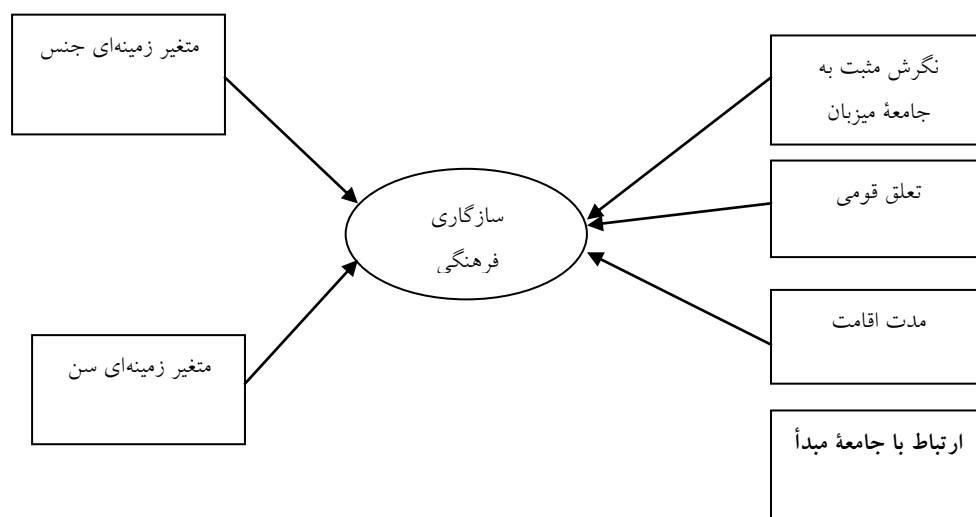 متغیر زمینه‌ای جنس
نگرش مثبت به
جامعهٔ میزبان
تعلق قومی
سازگاری
فرهنگی
مدت اقامت
متغیر زمینه‌ای سن
ارتباط با جامعهٔ مبدأ